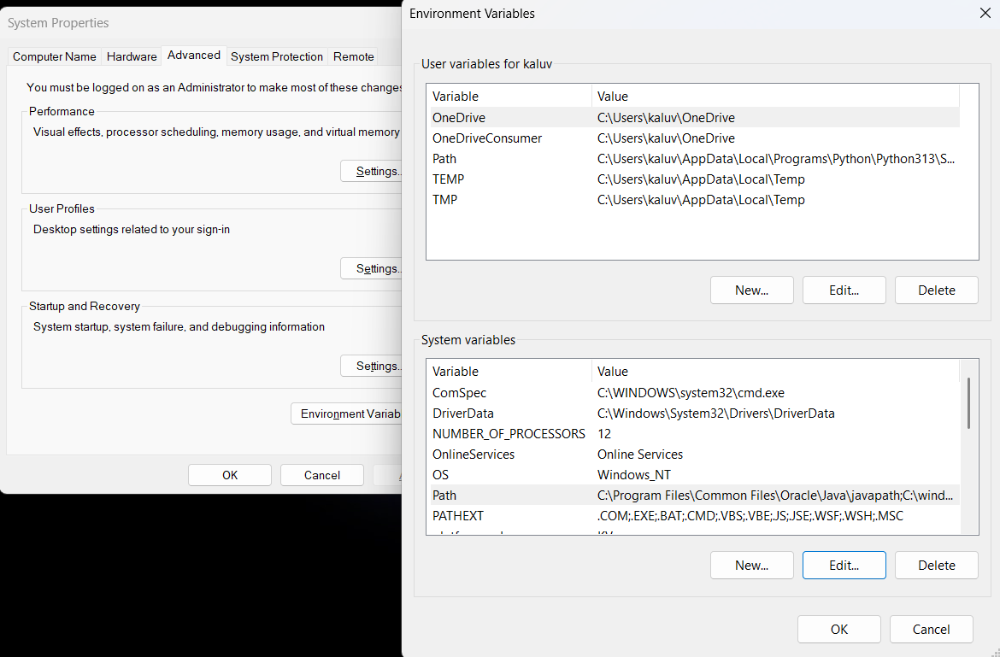 System Properties
Computer Name Hardware Advanced System Protection Remote
You must be logged on as an Administrator to make most of these changes
Performance
Visual effects, processor scheduling, memory usage, and virtual memory
Settings..
User Profiles
Desktop settings related to your sign-in
Settings..
Startup and Recovery
System startup, system failure, and debugging information
Settings..
Environment Variab
OK Cancel
Environment Variables
User variables for kaluv
Variable Value
OneDrive C:\Users\kaluv\OneDrive
OneDriveConsumer C:\Users\kaluv\OneDrive
Path C:\Users\kaluv\AppData\Local\Programs\Python\Python313\S...
TEMP C:\Users\kaluv\AppData\Local\Temp
TMP C:\Users\kaluv\AppData\Local\Temp
New... Edit... Delete
System variables
Variable Value
ComSpec C:\WINDOWS\system32\cmd.exe
DriverData C:\Windows\System32\Drivers\DriverData
NUMBER_OF_PROCESSORS 12
OnlineServices Online Services
OS Windows_NT
Path C:\Program Files\Common Files\Oracle\Java\javapath;C:\wind...
PATHEXT .COM;.EXE;.BAT;.CMD;.VBS;.VBE;.JS;.JSE;.WSF;.WSH;.MSC
New... Edit... Delete
OK Cancel